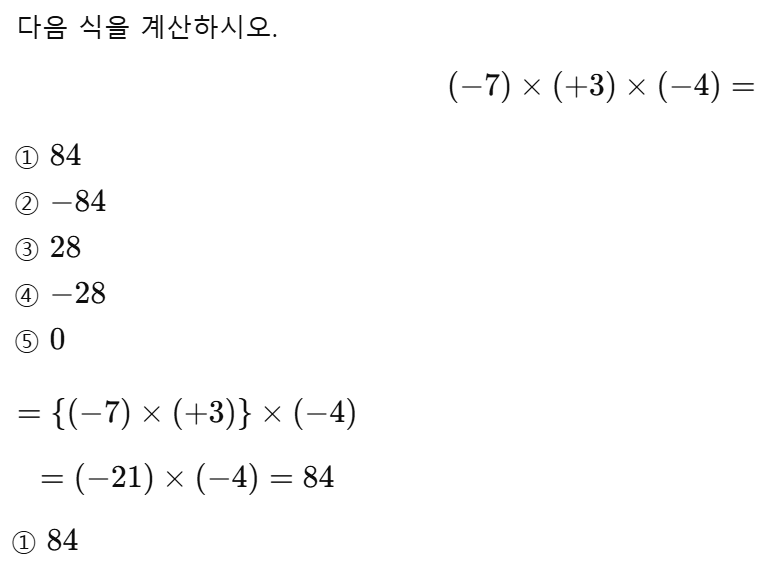 다음 식을 계산하시오.
(−7) × (+3) × (−4) =
① 84
② −84
③ 28
④ −28
⑤ 0
= {(−7) × (+3)} × (−4)
= (−21) × (−4) = 84
① 84